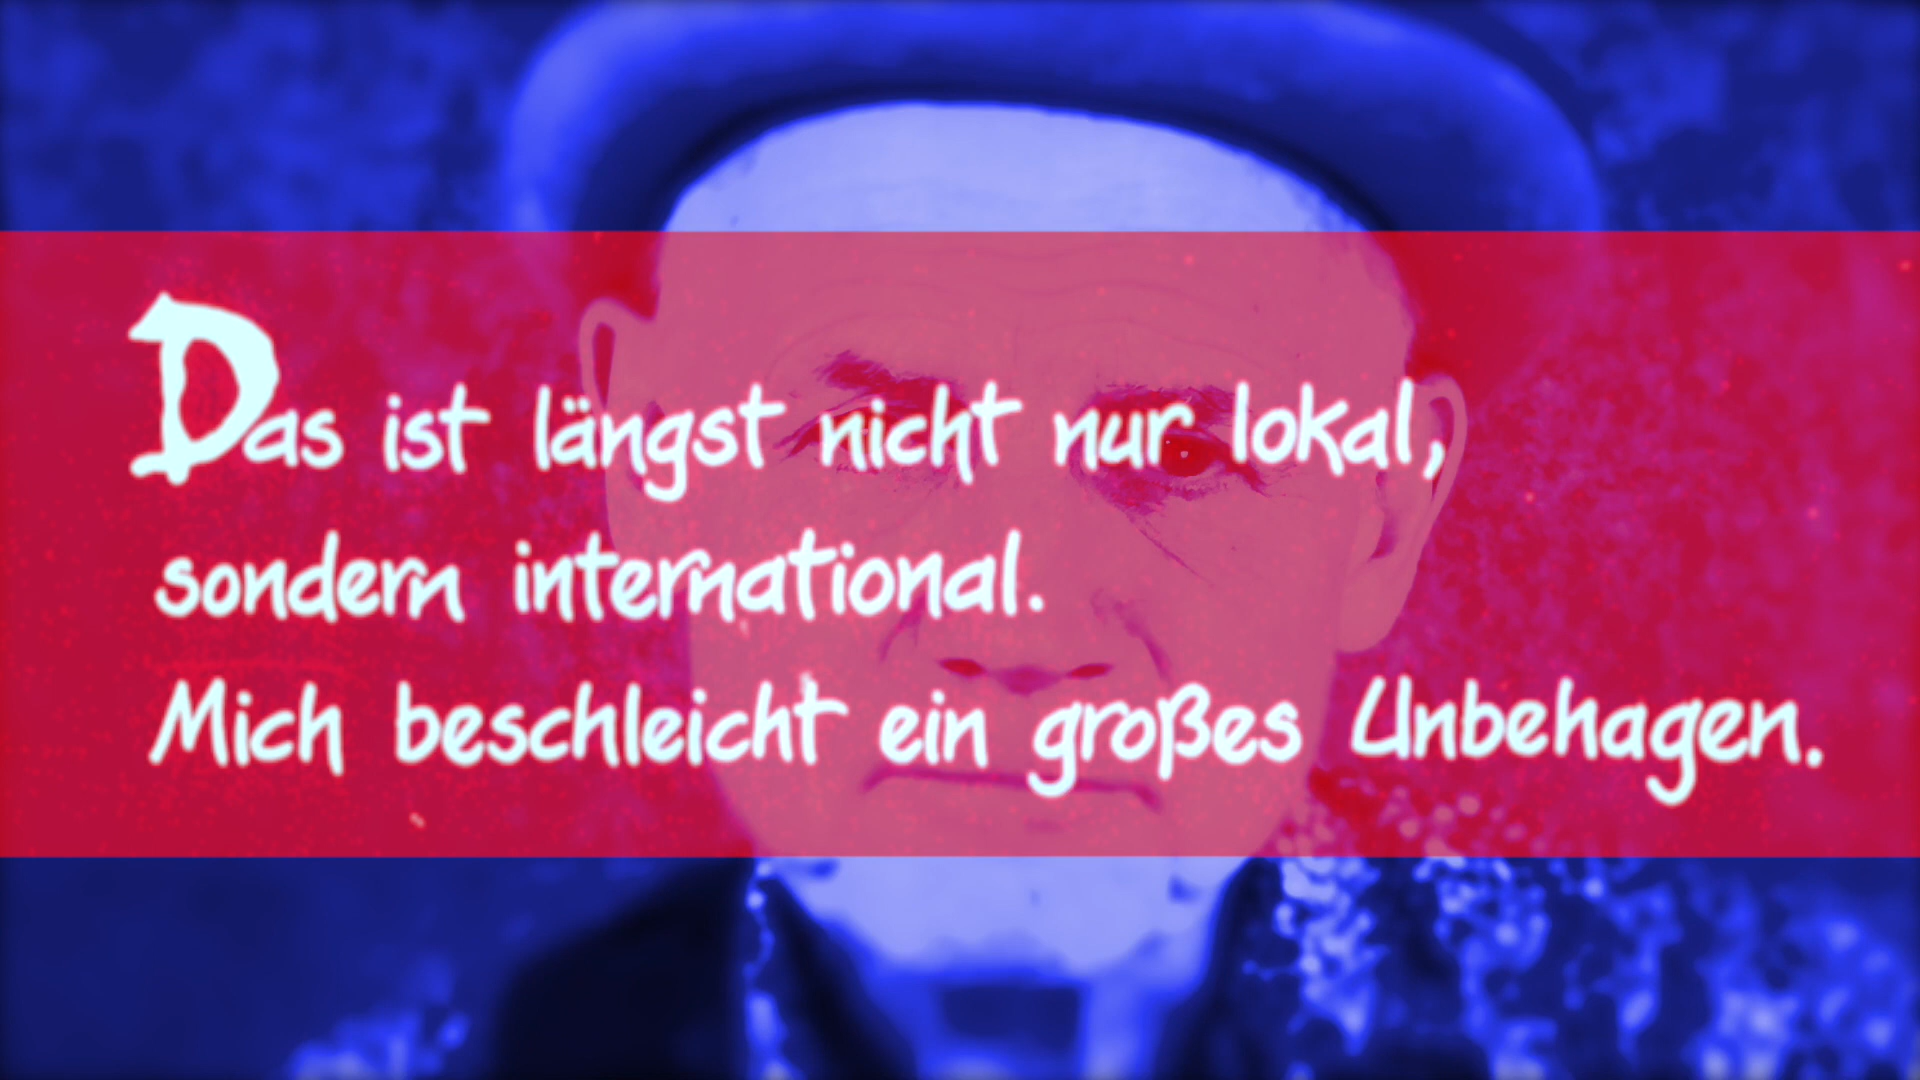 Das ist längst nicht nur lokal,
sondern international.
Mich beschleicht ein großes Unbehagen.